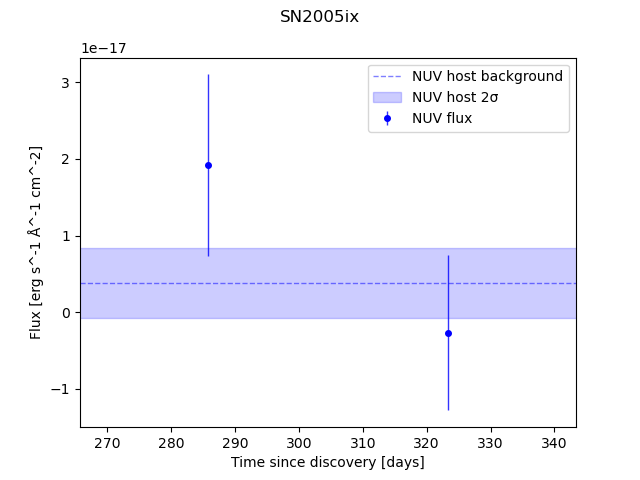 SN2005ix
1e−17
NUV host background
NUV host 2σ
NUV flux
3
2
1
0
−1
Flux [erg s^-1 Å^-1 cm^-2]
270 280 290 300 310 320 330 340
Time since discovery [days]